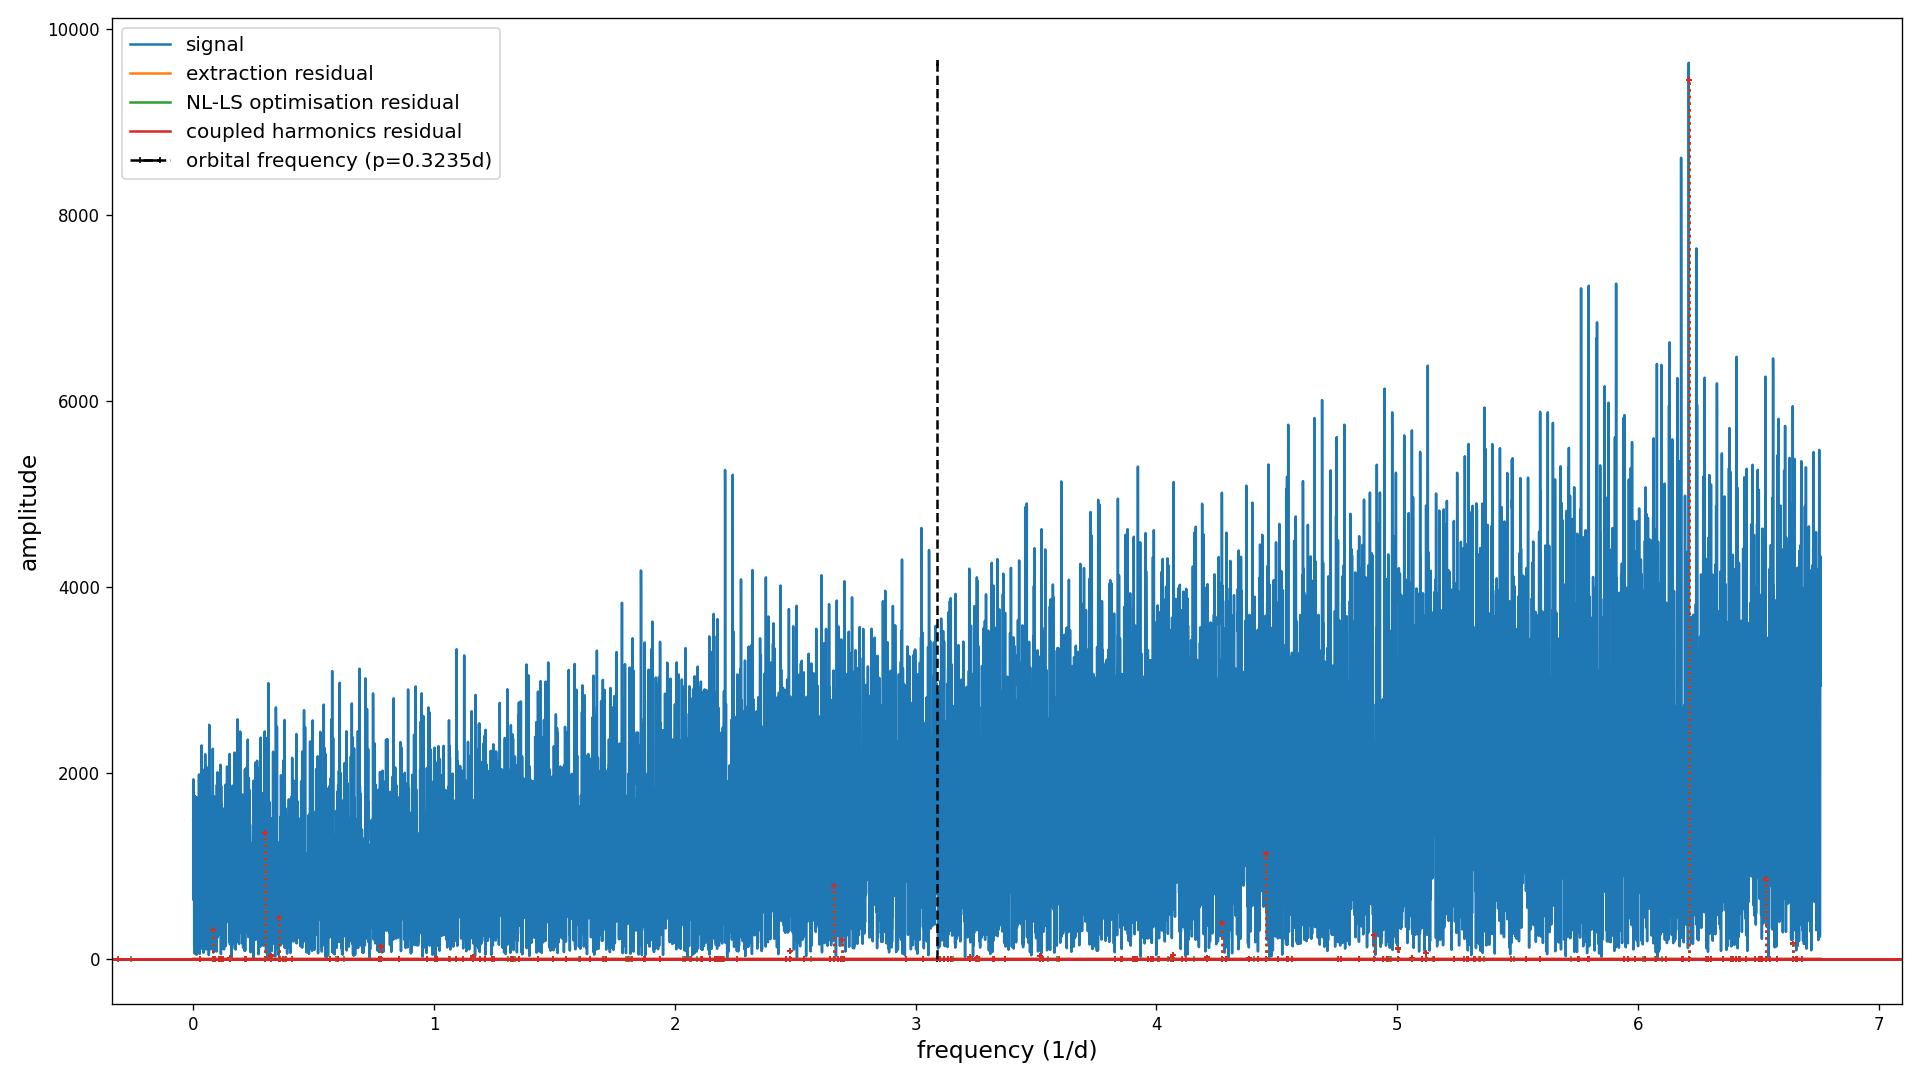 10000
8000
6000
4000
2000
0
amplitude
signal
extraction residual
NL-LS optimisation residual
coupled harmonics residual
orbital frequency (p=0.3235d)
0 1 2 3 4 5 6 7
frequency (1/d)